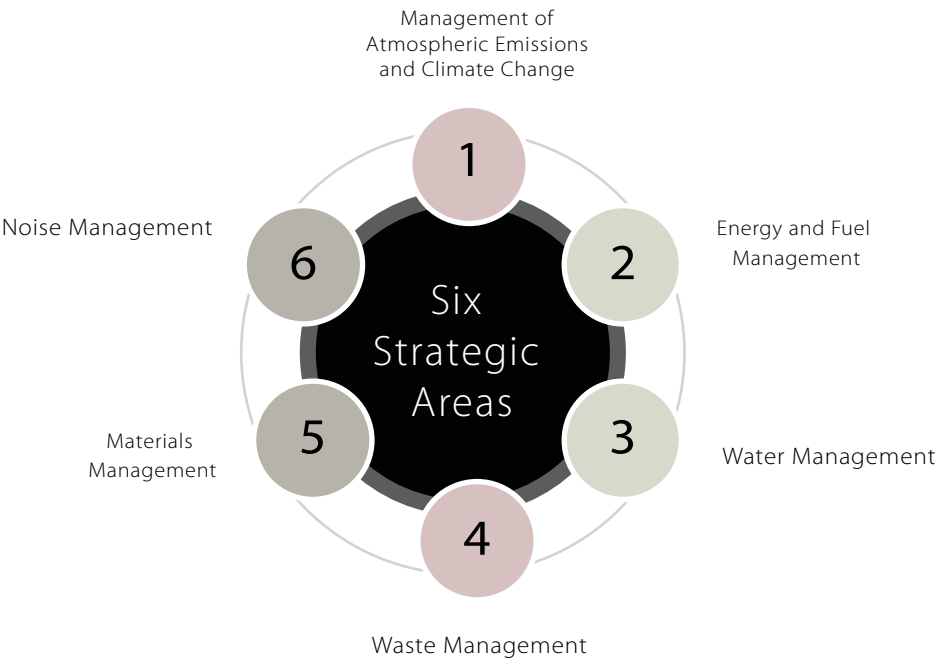 Management of
Atmospheric Emissions
and Climate Change
1
Noise Management
6
2
Energy and Fuel
Management
Six
Strategic
Areas
Materials
Management
5
3
Water Management
4
Waste Management